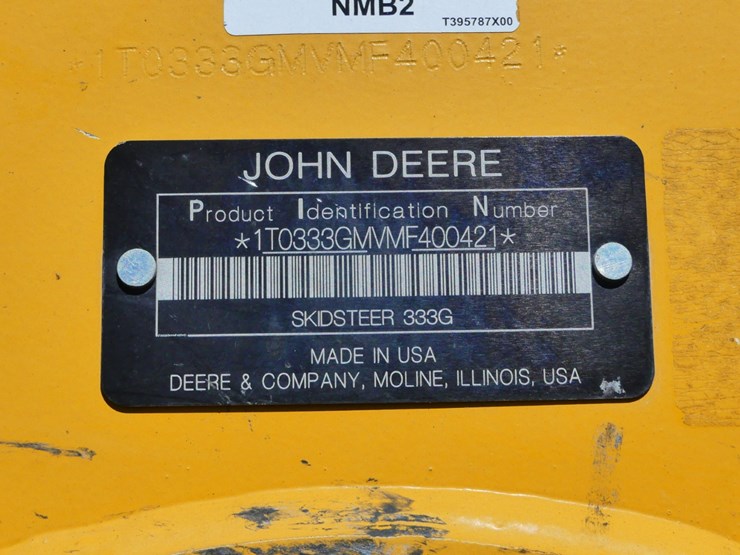 NMB2
T395787X00
*1T0333GMVMF400421*
JOHN DEERE
Product Identification Number
*1T0333GMVMF400421*
SKIDSTEER 333G
MADE IN USA
DEERE & COMPANY, MOLINE, ILLINOIS, USA